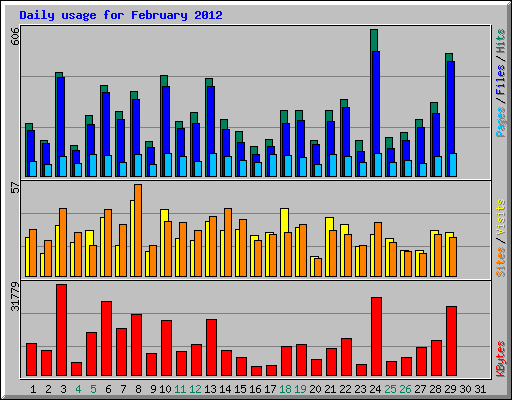 Daily usage for February 2012
606
Pages / Files / Hits
57
Sites / Visits
31779
KBytes
1 2 3 4 5 6 7 8 9 10 11 12 13 14 15 16 17 18 19 20 21 22 23 24 25 26 27 28 29 30 31